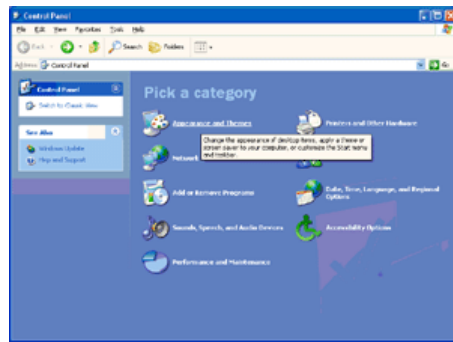 Control Panel
File Edit View Favorites Tools Help
Back Search Folders
Address Control Panel Go
Control Panel
Switch to Classic View
See Also
Windows Update
Help and Support
Pick a category
Appearance and Themes
Printers and Other Hardware
Change the appearance of desktop items, apply a theme or
screen saver to your computer, or customize the Start menu
and taskbar.
Network
Add or Remove Programs
Date, Time, Language, and Regional
Options
Sounds, Speech, and Audio Devices
Accessibility Options
Performance and Maintenance